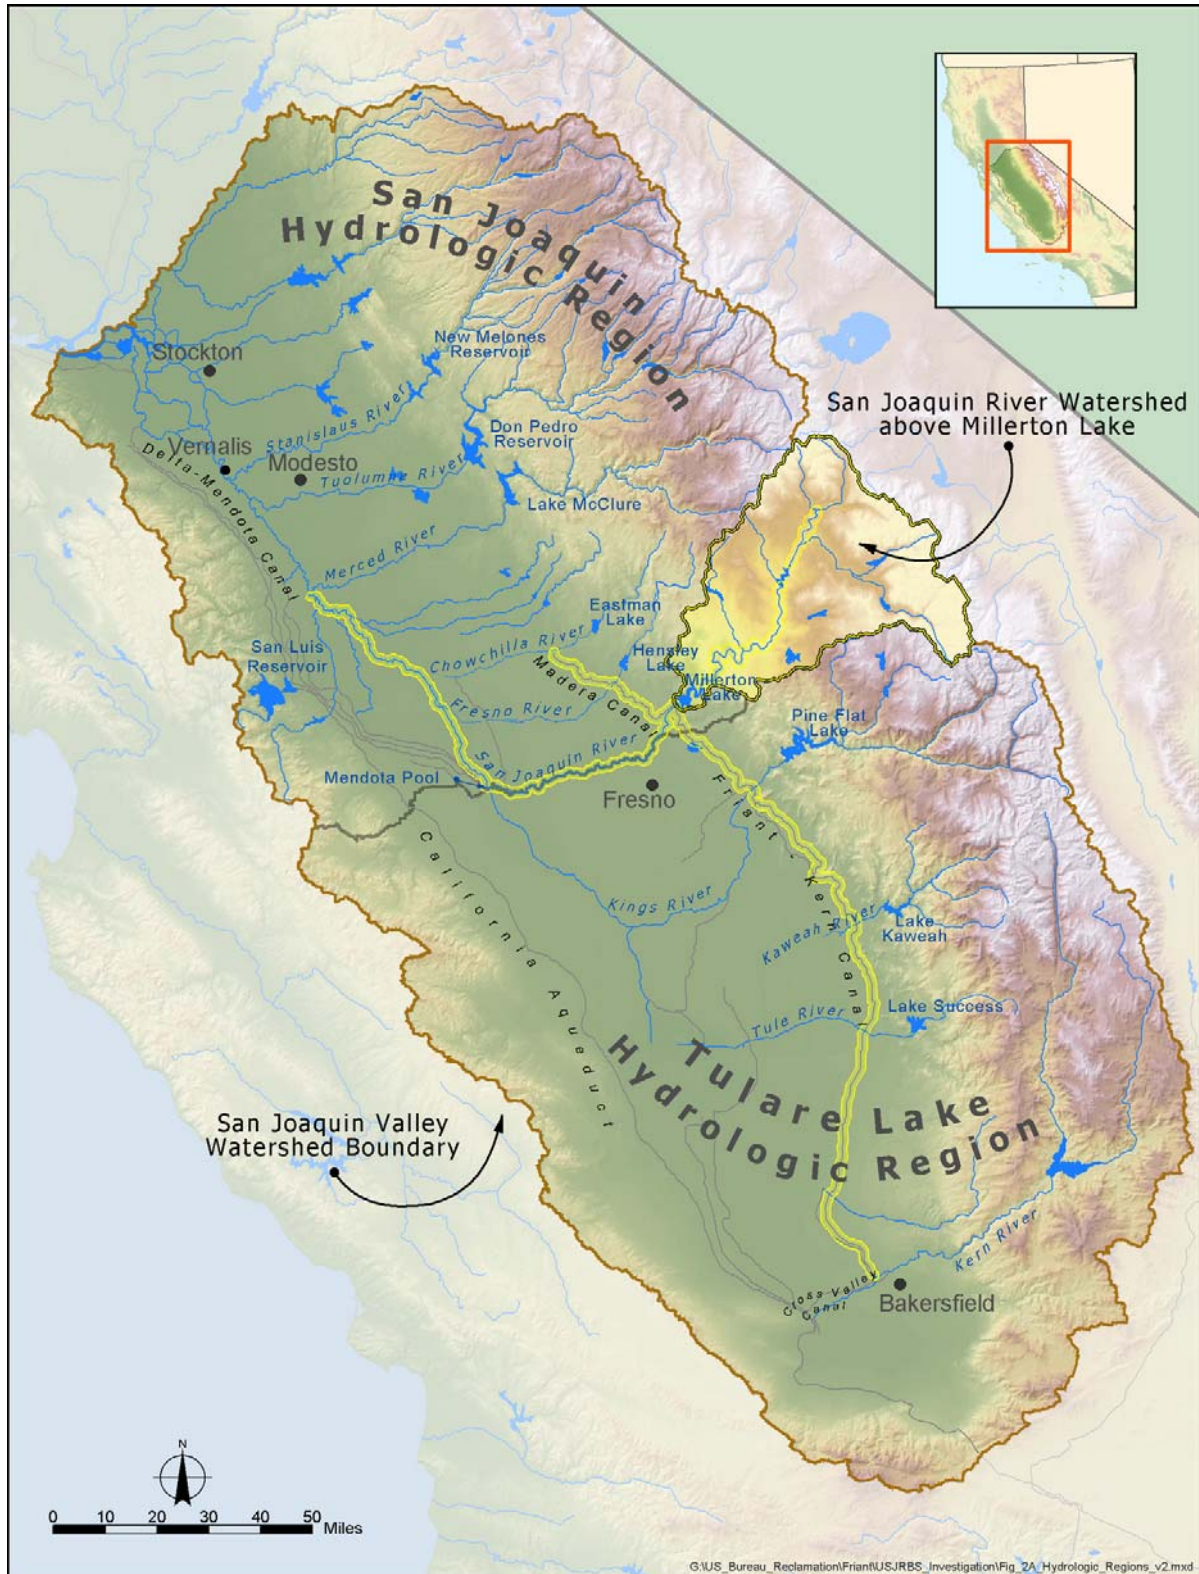 San Joaquin
Hydrologic Region
New Melones
Reservoir
Stockton
San Joaquin River Watershed
above Millerton Lake
Stanislaus River
Don Pedro
Reservoir
Vernalis
Modesto
Tuolumne River
Delta-Mendota Canal
Lake McClure
Merced River
Eastman
Lake
Chowchilla River
San Luis
Reservoir
Hensley
Lake
Madera Canal
Millerton
Lake
Fresno River
Pine Flat
Lake
San Joaquin River
Mendota Pool
Fresno
Friant - Kern Canal
California Aqueduct
Kings River
Kaweah River
Lake
Kaweah
Lake Success
Tule River
Tulare Lake
Hydrologic Region
San Joaquin Valley
Watershed Boundary
Kern River
Cross Valley
Canal
Bakersfield
N
0 10 20 30 40 50
Miles
G:\US_Bureau_Reclamation\Friant\USJRBS_Investigation\Fig_2A_Hydrologic_Regions_v2.mxd